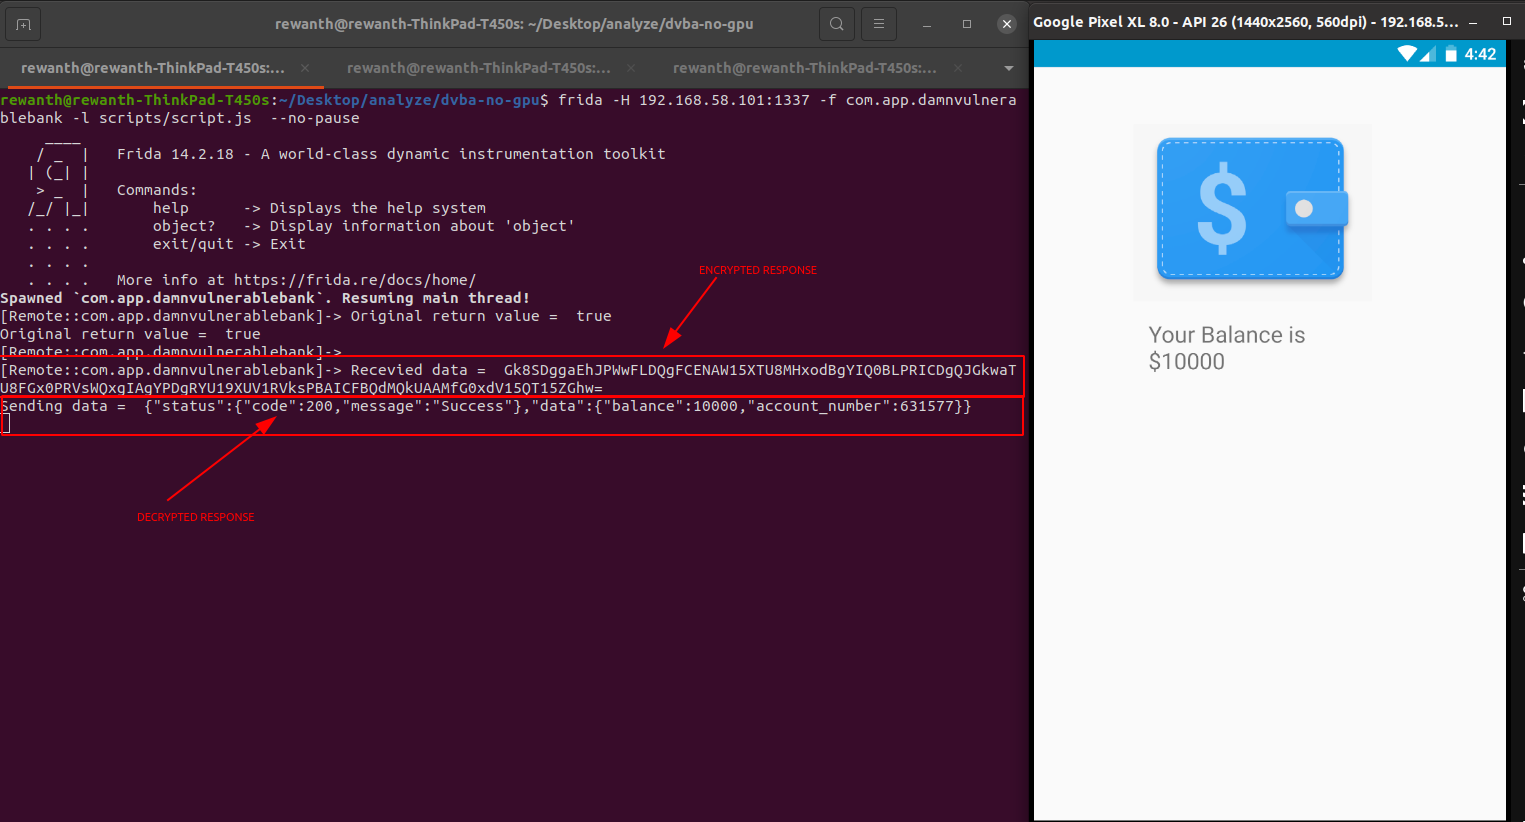 rewanth@rewanth-ThinkPad-T450s: ~/Desktop/analyze/dvba-no-gpu
rewanth@rewanth-ThinkPad-T450s:...
rewanth@rewanth-ThinkPad-T450s:...
rewanth@rewanth-ThinkPad-T450s:...
rewanth@rewanth-ThinkPad-T450s:~/Desktop/analyze/dvba-no-gpu$ frida -H 192.168.58.101:1337 -f com.app.damnvulnera
blebank -l scripts/script.js  --no-pause
     ____
    / _  |   Frida 14.2.18 - A world-class dynamic instrumentation toolkit
   | (_| |
    > _  |   Commands:
   /_/ |_|       help      -> Displays the help system
   . . . .       object?   -> Display information about 'object'
   . . . .       exit/quit -> Exit
   . . . .
   . . . .   More info at https://frida.re/docs/home/
Spawned `com.app.damnvulnerablebank`. Resuming main thread!
[Remote::com.app.damnvulnerablebank]-> Original return value =  true
Original return value =  true
[Remote::com.app.damnvulnerablebank]->
[Remote::com.app.damnvulnerablebank]-> Recevied data =  Gk8SDggaEhJPWwFLDQgFCENAW15XTU8MHxodBgYIQ0BLPRICDgQJGkwaT
U8FGx0PRVsWQxgIAgYPDgRYU19XUV1RVksPBAICFBQdMQkUAAMfG0xdV15QT15ZGhw=
Sending data =  {"status":{"code":200,"message":"Success"},"data":{"balance":10000,"account_number":631577}}
ENCRYPTED RESPONSE
DECRYPTED RESPONSE
Google Pixel XL 8.0 - API 26 (1440x2560, 560dpi) - 192.168.5...
4:42
$
Your Balance is
$10000